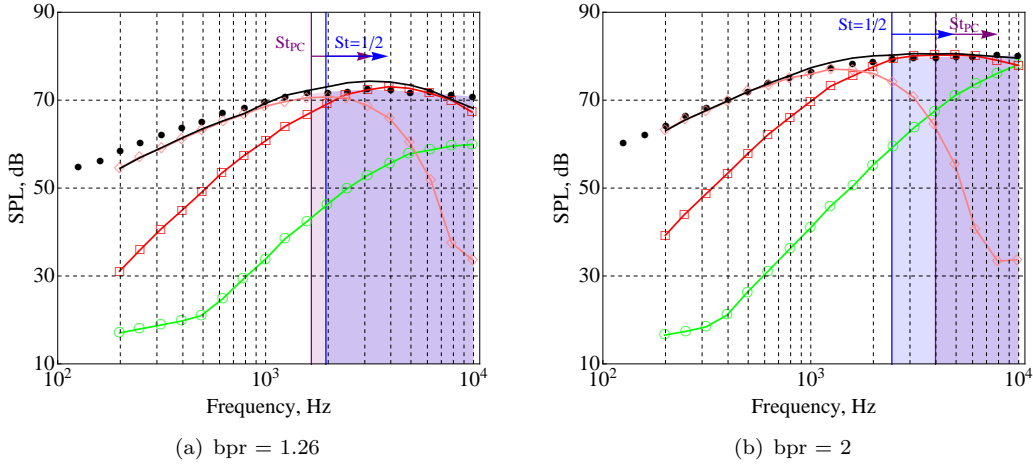 90
70
50
30
10
SPL, dB
St_PC
St=1/2
10^2
10^3
10^4
Frequency, Hz
(a) bpr = 1.26
90
70
50
30
10
SPL, dB
St=1/2
St_PC
10^2
10^3
10^4
Frequency, Hz
(b) bpr = 2